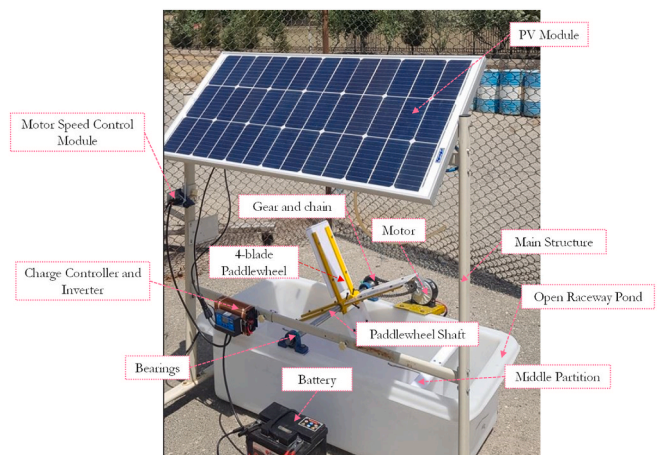 PV Module
Motor Speed Control
Module
Gear and chain
Motor
4-blade
Paddlewheel
Main Structure
Charge Controller and
Inverter
Open Raceway Pond
Paddlewheel Shaft
Bearings
Battery
Middle Partition